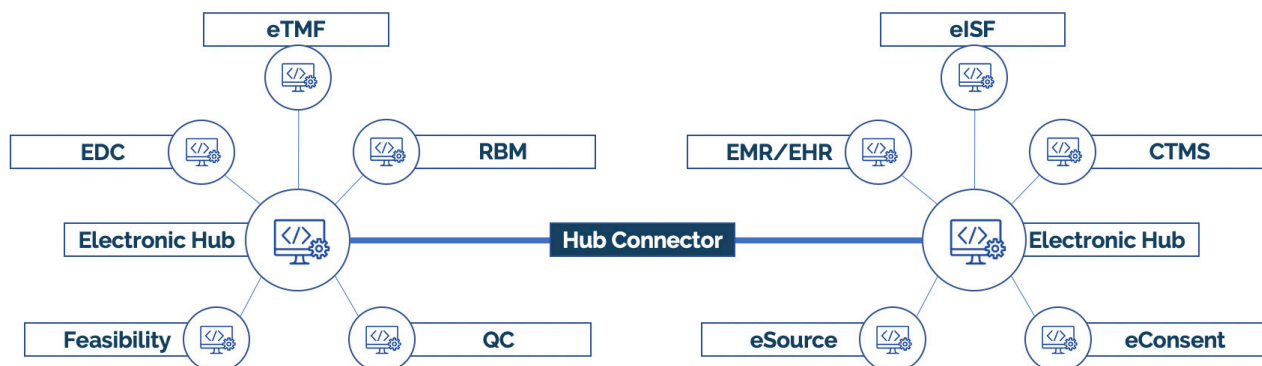 eTMF
eISF
EDC
RBM
EMR/EHR
CTMS
Electronic Hub
Hub Connector
Electronic Hub
Feasibility
QC
eSource
eConsent